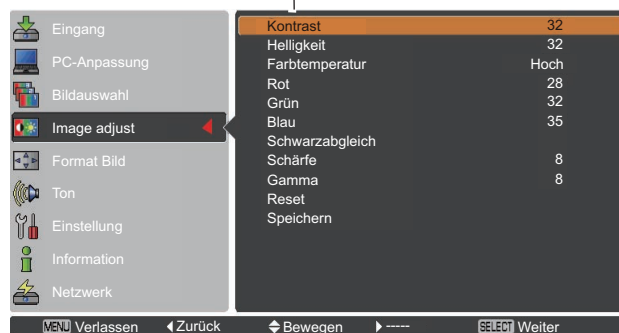 Eingang
PC-Anpassung
Bildauswahl
Image adjust
Format Bild
Ton
Einstellung
Information
Netzwerk
Kontrast 32
Helligkeit 32
Farbtemperatur Hoch
Rot 28
Grün 32
Blau 35
Schwarzabgleich
Schärfe 8
Gamma 8
Reset
Speichern
MENU Verlassen Zurück Bewegen ----- SELECT Weiter